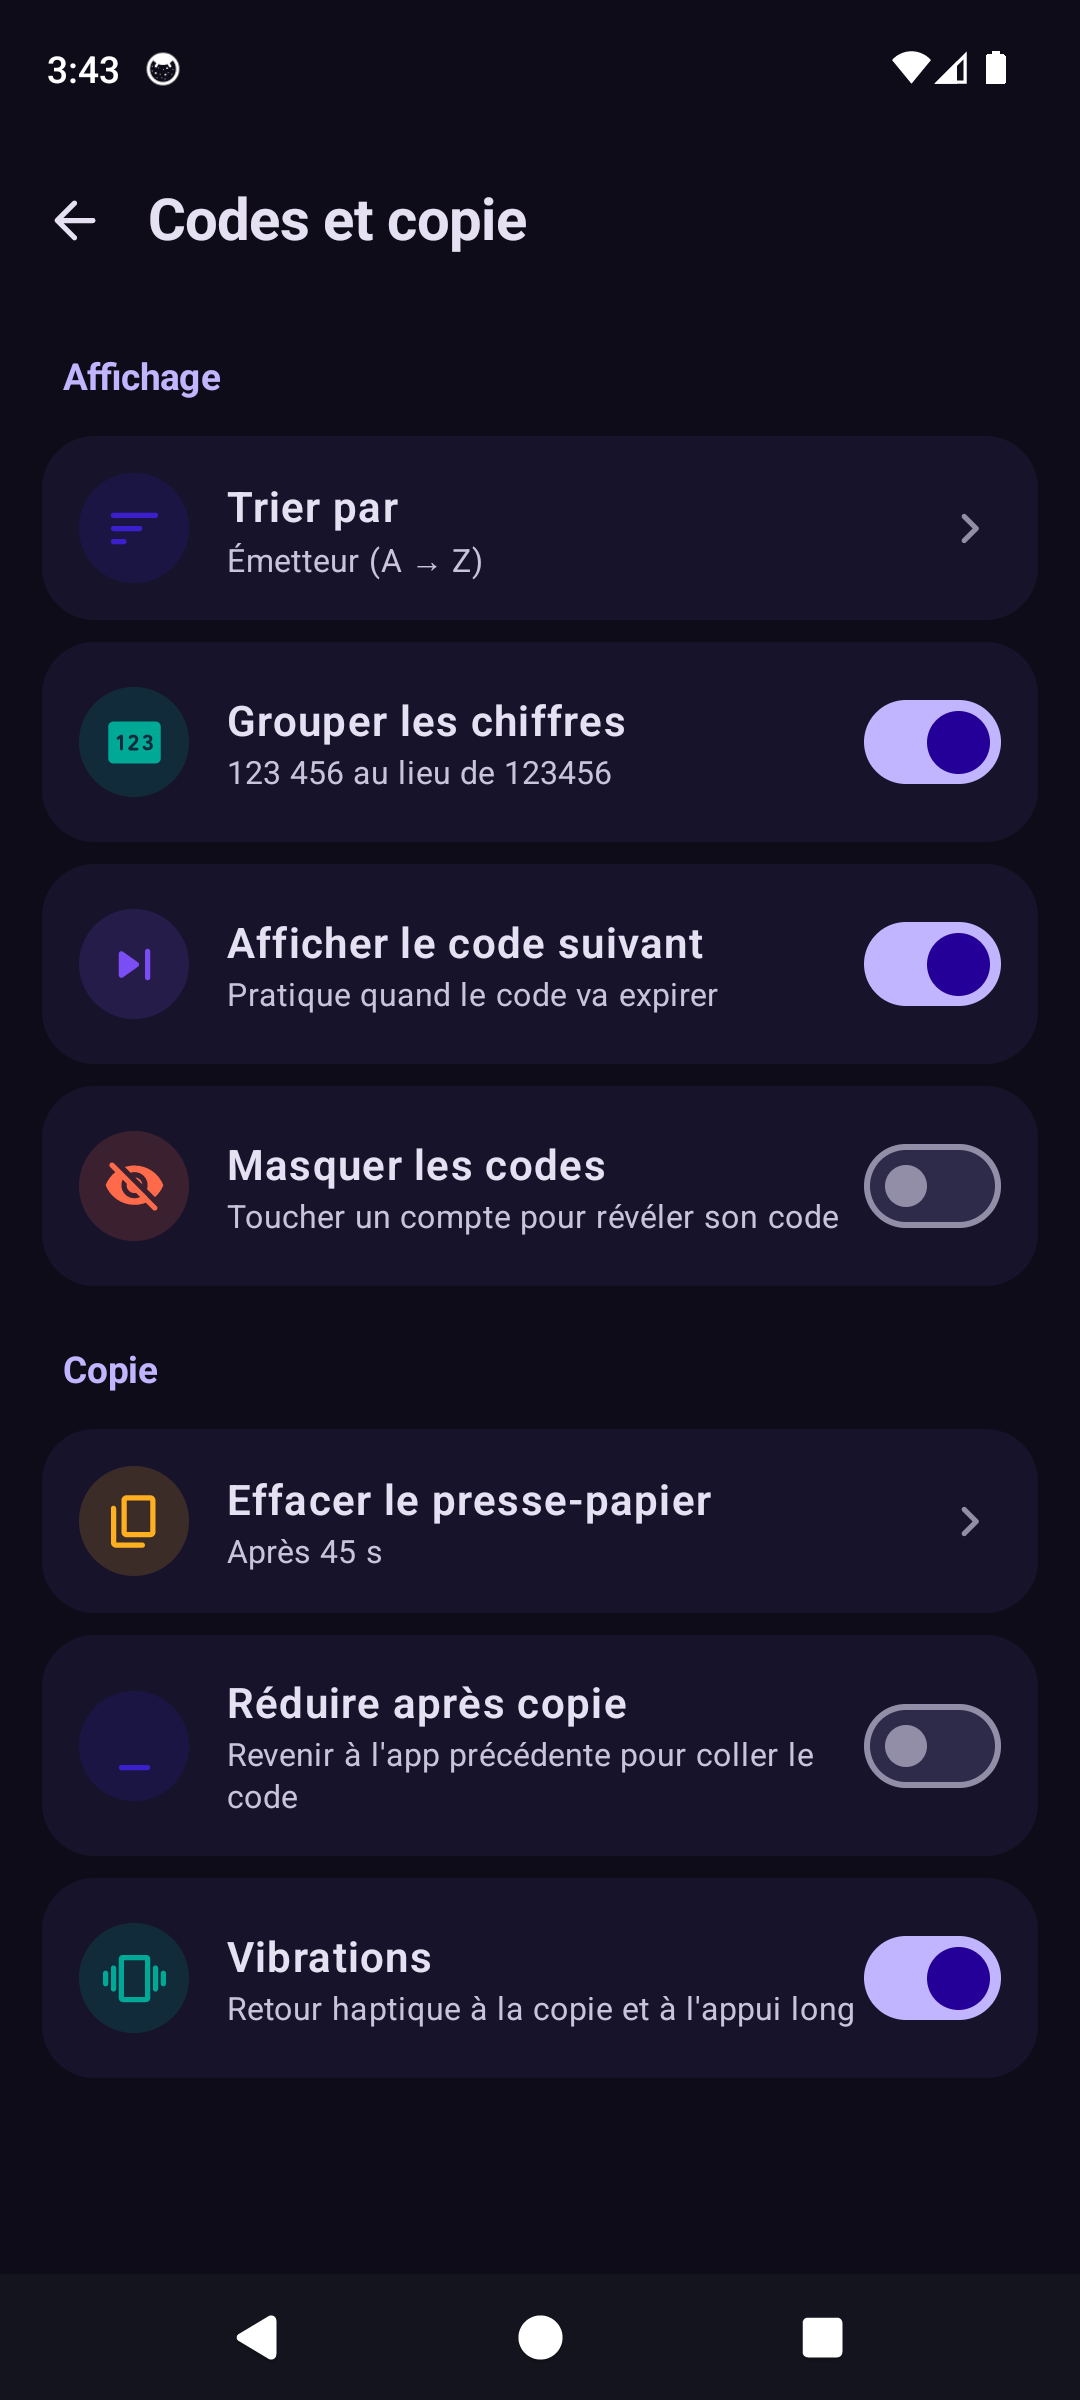 3:43
Codes et copie
Affichage
Trier par
Émetteur (A → Z)
123
Grouper les chiffres
123 456 au lieu de 123456
Afficher le code suivant
Pratique quand le code va expirer
Masquer les codes
Toucher un compte pour révéler son code
Copie
Effacer le presse-papier
Après 45 s
Réduire après copie
Revenir à l'app précédente pour coller le
code
Vibrations
Retour haptique à la copie et à l'appui long